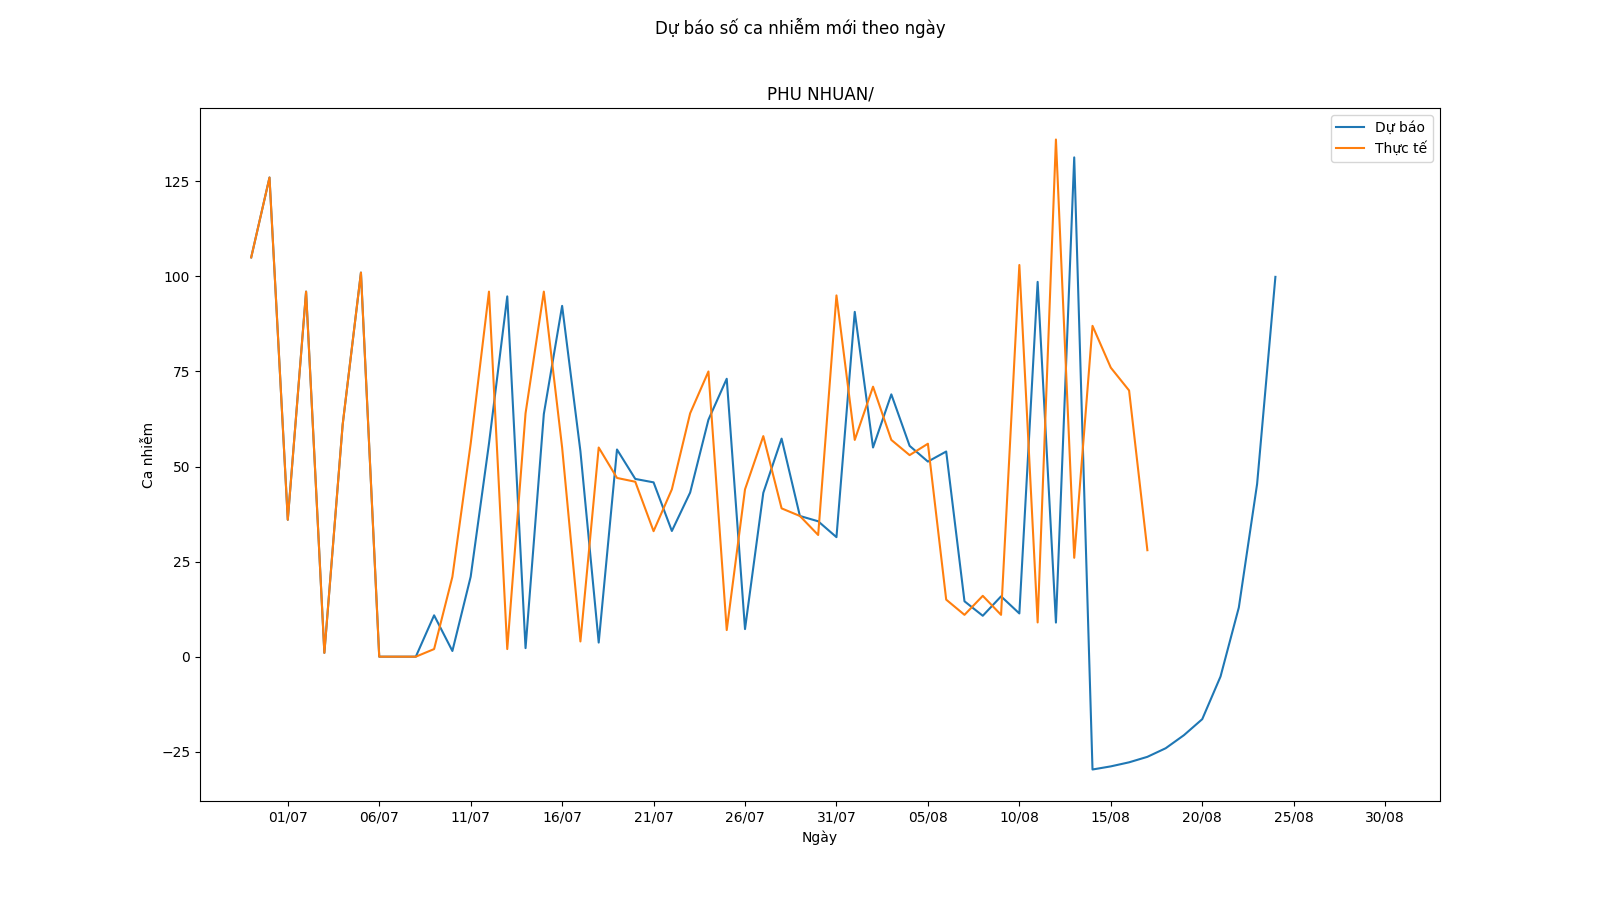 Dự báo số ca nhiễm mới theo ngày
PHU NHUAN/
Dự báo
Thực tế
125
100
75
50
25
0
−25
Ca nhiễm
01/07 06/07 11/07 16/07 21/07 26/07 31/07 05/08 10/08 15/08 20/08 25/08 30/08
Ngày